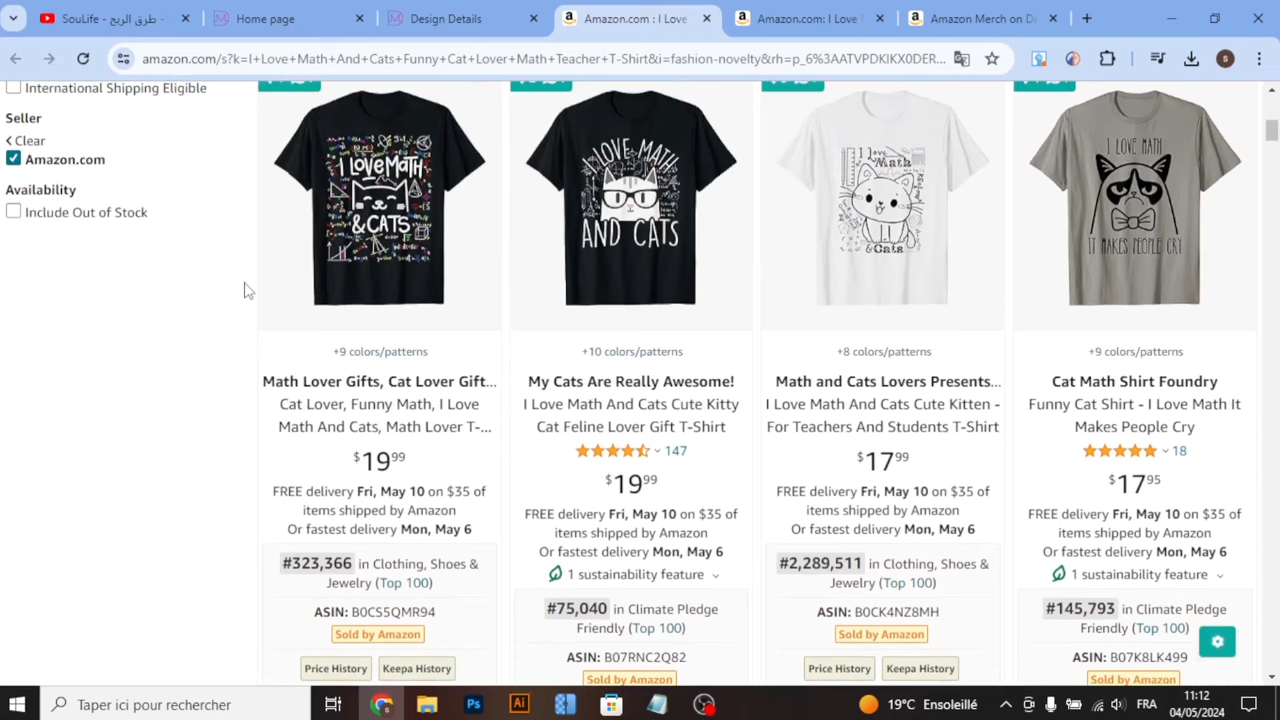 SouLife - طرق الربح
Home page
Design Details
Amazon.com : I Love
Amazon.com: I Love
Amazon Merch on De
amazon.com/s?k=I+Love+Math+And+Cats+Funny+Cat+Lover+Math+Teacher+T-Shirt&i=fashion-novelty&rh=p_6%3AATVPDKIKX0DER...
International Shipping Eligible
Seller
Clear
Amazon.com
Availability
Include Out of Stock
I LOVE MATH
& CATS
I LOVE MATH
AND CATS
I love
Math
& Cats
I LOVE MATH
IT MAKES PEOPLE CRY
+9 colors/patterns
Math Lover Gifts, Cat Lover Gift...
Cat Lover, Funny Math, I Love
Math And Cats, Math Lover T-...
$19.99
FREE delivery Fri, May 10 on $35 of
items shipped by Amazon
Or fastest delivery Mon, May 6
#323,366 in Clothing, Shoes &
Jewelry (Top 100)
ASIN: B0CS5QMR94
Sold by Amazon
Price History
Keepa History
+10 colors/patterns
My Cats Are Really Awesome!
I Love Math And Cats Cute Kitty
Cat Feline Lover Gift T-Shirt
147
$19.99
FREE delivery Fri, May 10 on $35 of
items shipped by Amazon
Or fastest delivery Mon, May 6
1 sustainability feature
#75,040 in Climate Pledge
Friendly (Top 100)
ASIN: B07RNC2Q82
Sold by Amazon
+8 colors/patterns
Math and Cats Lovers Presents...
I Love Math And Cats Cute Kitten -
For Teachers And Students T-Shirt
$17.99
FREE delivery Fri, May 10 on $35 of
items shipped by Amazon
Or fastest delivery Mon, May 6
#2,289,511 in Clothing, Shoes &
Jewelry (Top 100)
ASIN: B0CK4NZ8MH
Sold by Amazon
Price History
Keepa History
+9 colors/patterns
Cat Math Shirt Foundry
Funny Cat Shirt - I Love Math It
Makes People Cry
18
$17.95
FREE delivery Fri, May 10 on $35 of
items shipped by Amazon
Or fastest delivery Mon, May 6
1 sustainability feature
#145,793 in Climate Pledge
Friendly (Top 100)
ASIN: B07K8LK499
Sold by Amazon
Taper ici pour rechercher
19°C Ensoleillé
FRA
11:12
04/05/2024